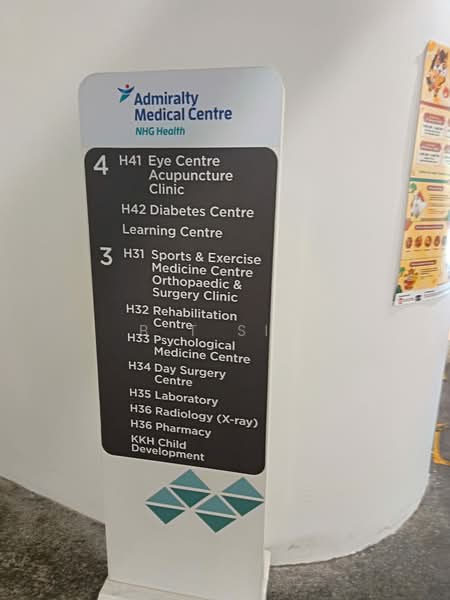 Admiralty
Medical Centre
NHG Health
4 H41 Eye Centre
Acupuncture
Clinic
H42 Diabetes Centre
Learning Centre
3 H31 Sports & Exercise
Medicine Centre
Orthopaedic &
Surgery Clinic
H32 Rehabilitation
Centre
B T SI
H33 Psychological
Medicine Centre
H34 Day Surgery
Centre
H35 Laboratory
H36 Radiology (X-ray)
H36 Pharmacy
KKH Child
Development